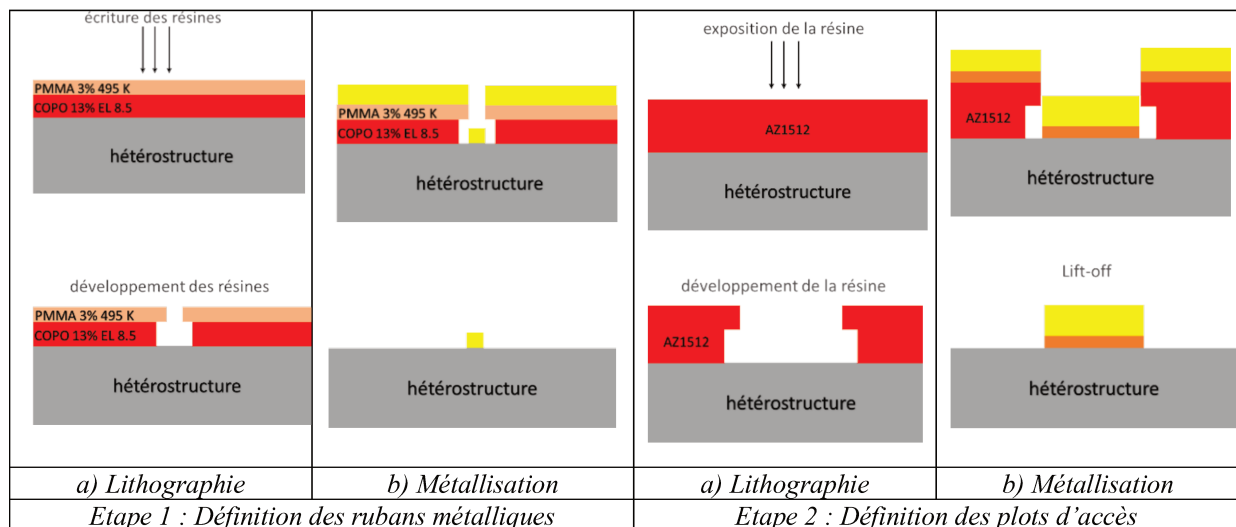 écriture des résines
PMMA 3% 495 K
COPO 13% EL 8.5
hétérostructure
développement des résines
PMMA 3% 495 K
COPO 13% EL 8.5
hétérostructure
PMMA 3% 495 K
COPO 13% EL 8.5
hétérostructure
hétérostructure
exposition de la résine
AZ1512
hétérostructure
développement de la résine
AZ1512
hétérostructure
AZ1512
hétérostructure
Lift-off
hétérostructure
a) Lithographie
b) Métallisation
a) Lithographie
b) Métallisation
Etape 1 : Définition des rubans métalliques
Etape 2 : Définition des plots d’accès